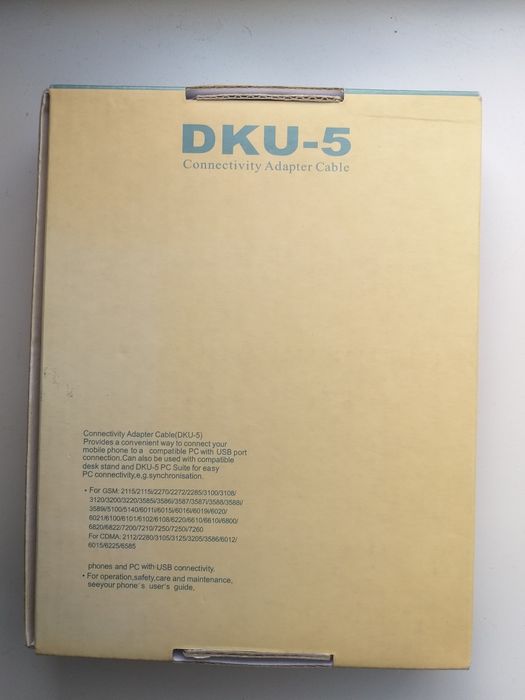 DKU-5
Connectivity Adapter Cable
Connectivity Adapter Cable(DKU-5)
Provides a convenient way to connect your
mobile phone to a compatible PC with USB port
connection.Can also be used with compatible
desk stand and DKU-5 PC Suite for easy
PC connectivity,e,g.synchronisation.
• For GSM: 2115/2115i/2270/2272/2285/3100/3108/
3120/3200/3220/3585i/3586i/3587/3587i/3588/3588i/
3589i/5100/5140/6011i/6015i/6016i/6019i/6020/
6021/6100/6101/6102/6108/6220/6610/6610i/6800/
6820/6822/7200/7210/7250/7250i/7260
For CDMA: 2112/2280/3105/3125/3205/3586/6012/
6015/6225/6585
phones and PC with USB connectivity.
• For operation,safety,care and maintenance,
seeyour phone's user's guide,